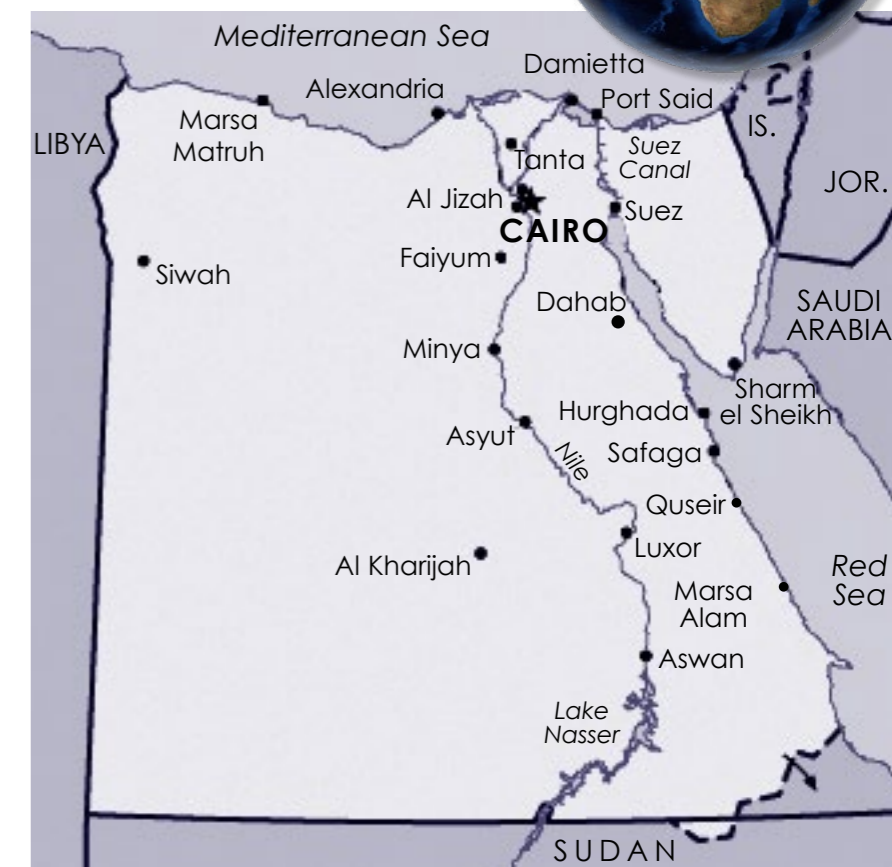 Mediterranean Sea
Damietta
Alexandria
Port Said
Marsa
Matruh
LIBYA
IS.
Tanta
Suez
Canal
JOR.
Al Jizah
Suez
CAIRO
Faiyum
Siwah
Dahab
SAUDI
ARABIA
Minya
Sharm
el Sheikh
Hurghada
Asyut
Nile
Safaga
Quseir
Luxor
Al Kharijah
Red
Sea
Marsa
Alam
Aswan
Lake
Nasser
SUDAN